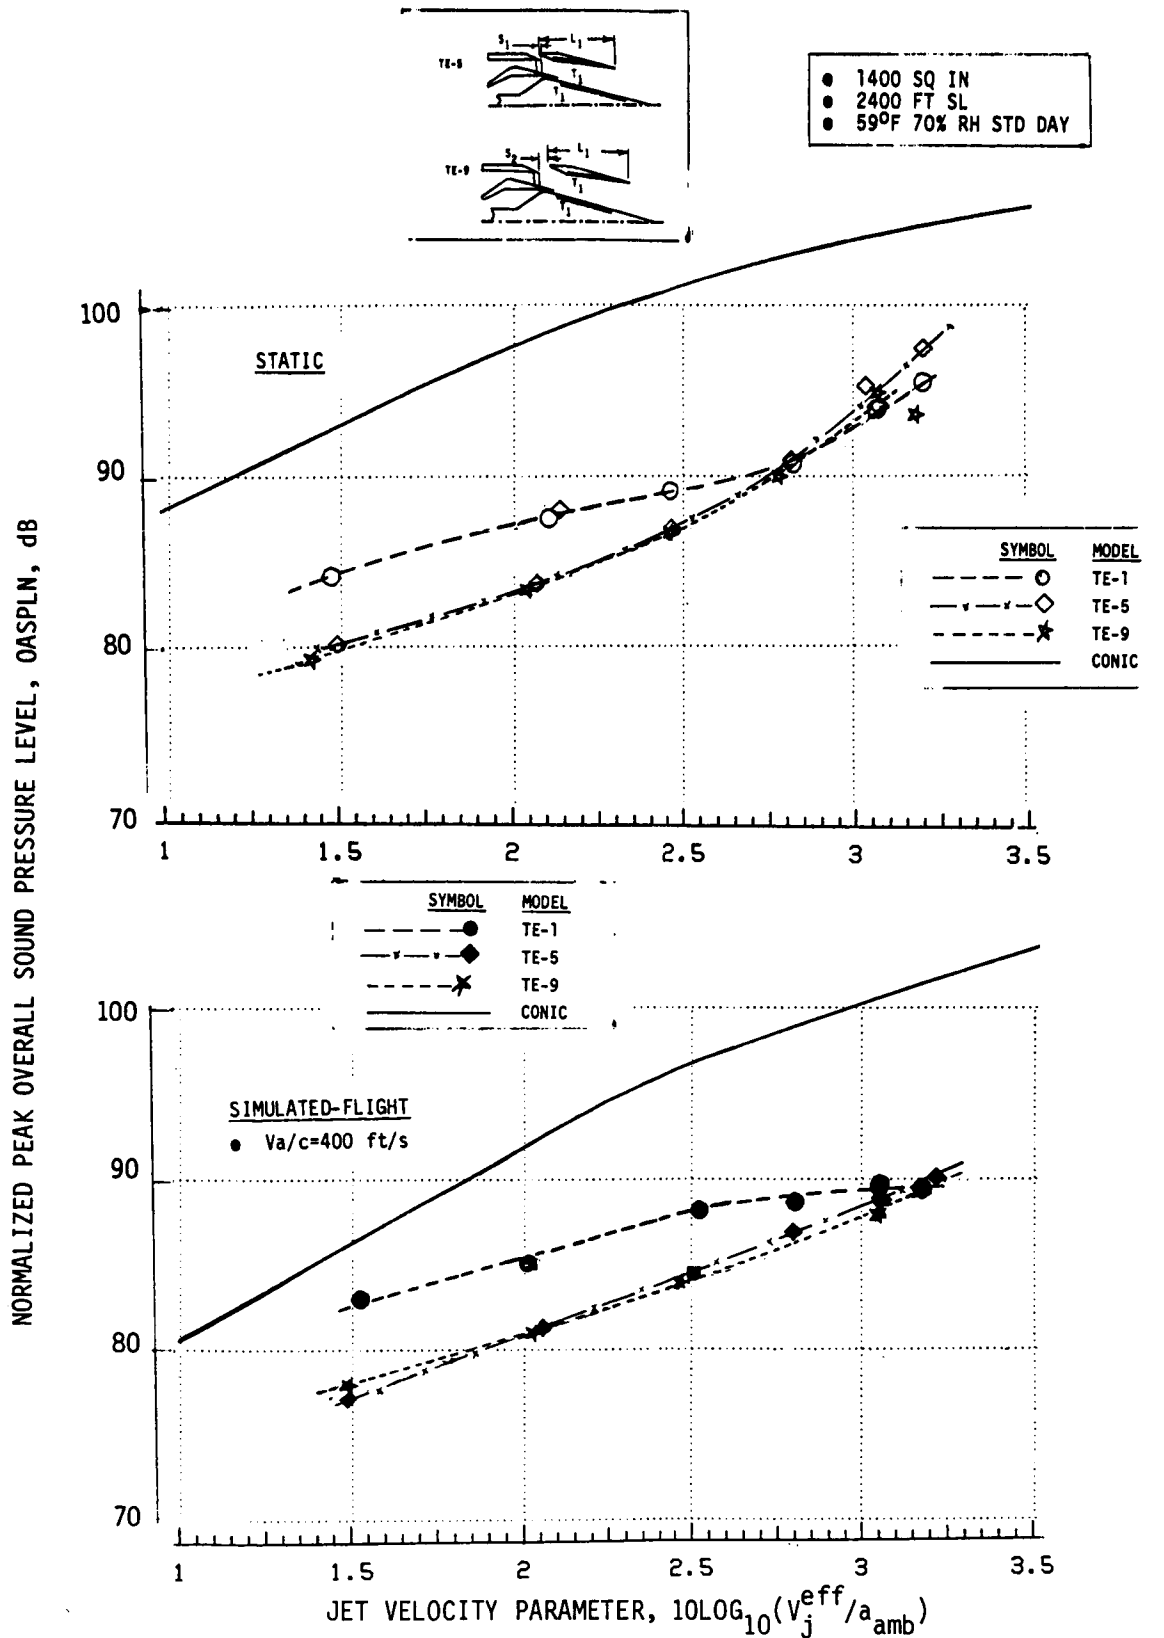 S1 L1
TE-5
T1
T1
S2 L1
TE-9
T1
T1
● 1400 SQ IN
● 2400 FT SL
● 59°F 70% RH STD DAY
NORMALIZED PEAK OVERALL SOUND PRESSURE LEVEL, OASPLN, dB
100
STATIC
90
80
70
1 1.5 2 2.5 3 3.5
SYMBOL MODEL
TE-1
TE-5
TE-9
CONIC
SYMBOL MODEL
TE-1
TE-5
TE-9
CONIC
100
SIMULATED-FLIGHT
● Va/c=400 ft/s
90
80
70
1 1.5 2 2.5 3 3.5
JET VELOCITY PARAMETER, 10LOG10(Vjeff/aamb)